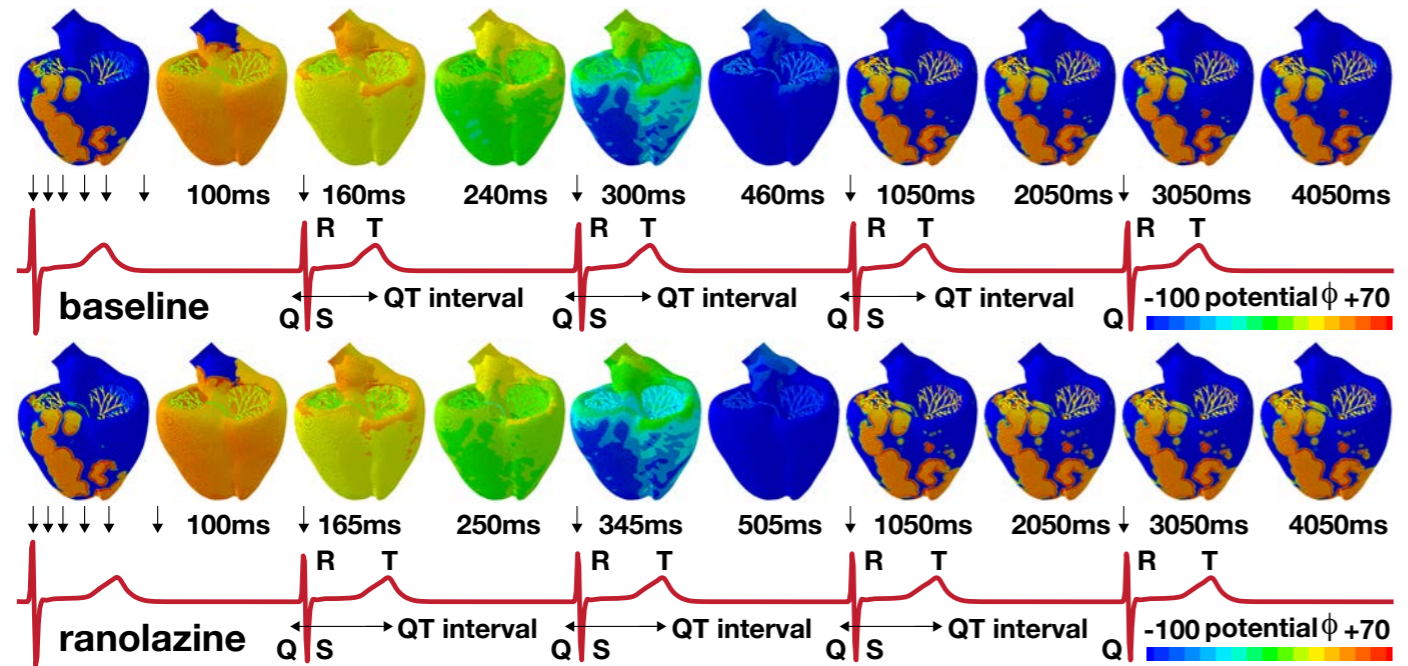 100ms 160ms 240ms 300ms 460ms 1050ms 2050ms 3050ms 4050ms
R T R T R T R T
baseline QT interval QT interval QT interval -100 potential ϕ +70
Q S Q S Q S Q
100ms 165ms 250ms 345ms 505ms 1050ms 2050ms 3050ms 4050ms
R T R T R T R T
ranolazine QT interval QT interval QT interval -100 potential ϕ +70
Q S Q S Q S Q